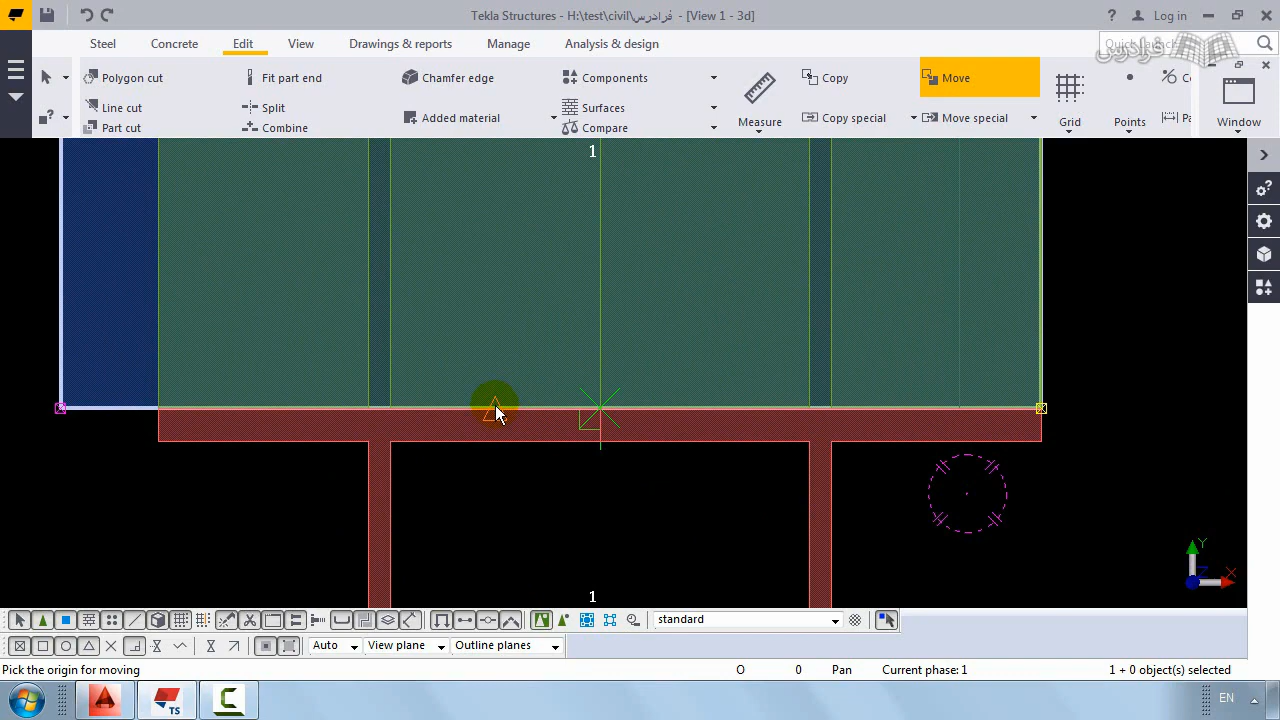 Tekla Structures - H:\test\civil\فرادرس - [View 1 - 3d]
? Log in
Steel Concrete Edit View Drawings & reports Manage Analysis & design
Quick Launch
فرادرس
Polygon cut Fit part end Chamfer edge Components Copy Move
Line cut Split Added material Surfaces Measure Copy special Move special Grid Points Window
Part cut Combine Compare
1
1
Y
X
Z
standard
Auto View plane Outline planes
Pick the origin for moving O 0 Pan Current phase: 1 1 + 0 object(s) selected
TS EN